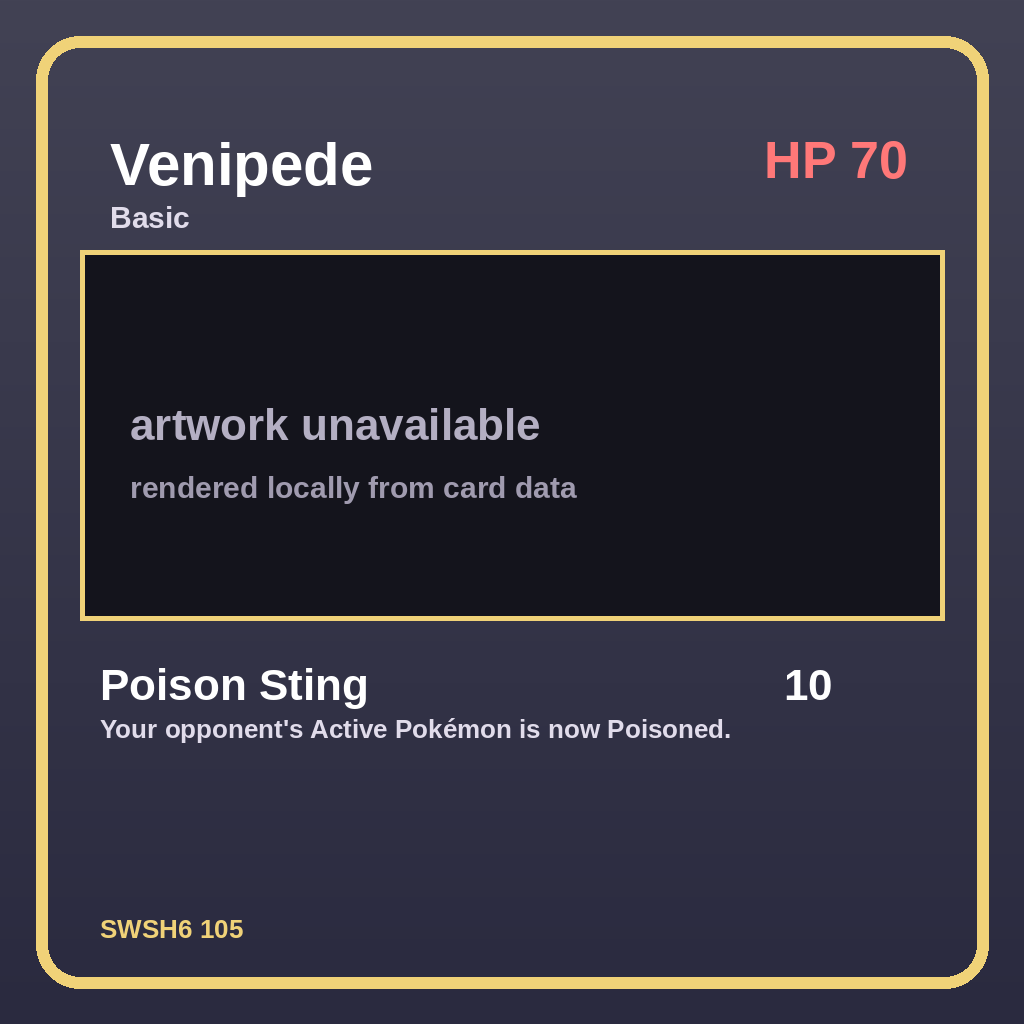 Venipede
HP 70
Basic
artwork unavailable
rendered locally from card data
Poison Sting
10
Your opponent's Active Pokémon is now Poisoned.
SWSH6 105